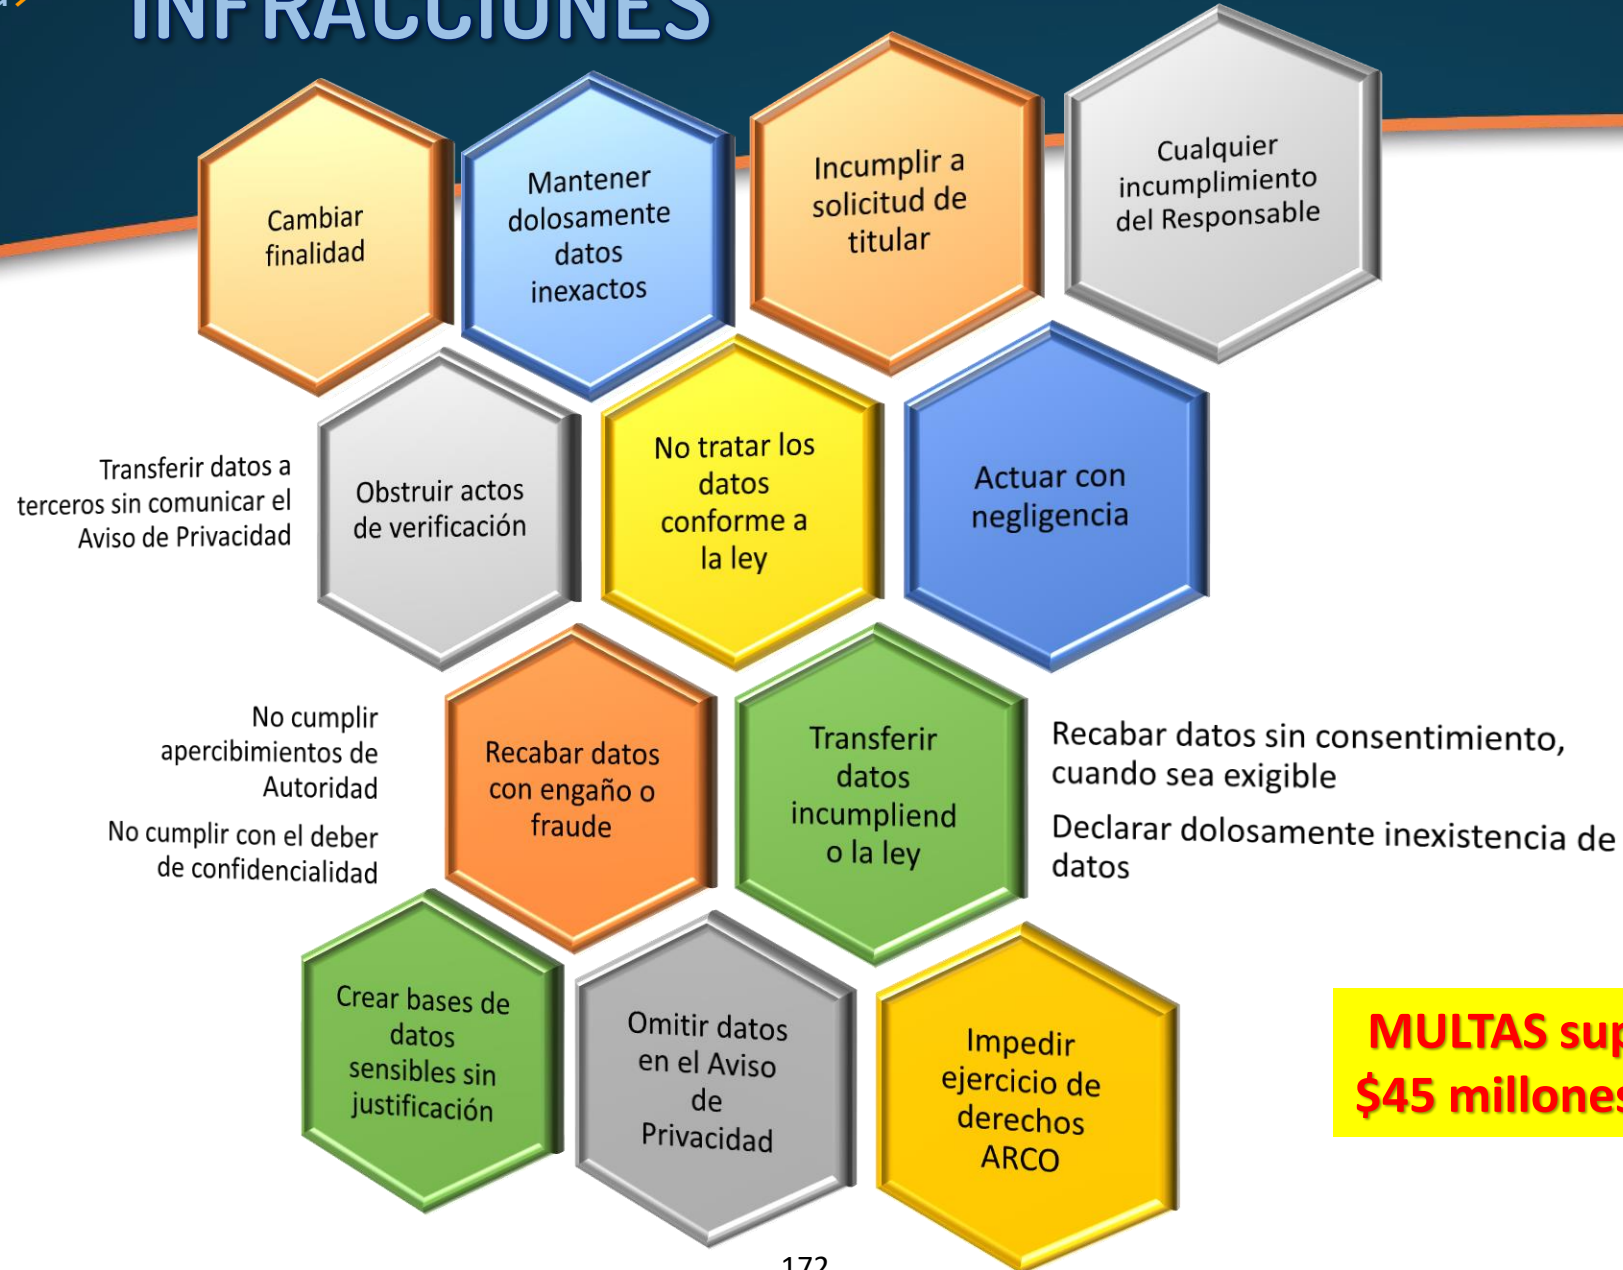 INFRACCIONES
Cambiar
finalidad
Mantener
dolosamente
datos
inexactos
Incumplir a
solicitud de
titular
Cualquier
incumplimiento
del Responsable
Transferir datos a
terceros sin comunicar el
Aviso de Privacidad
Obstruir actos
de verificación
No tratar los
datos
conforme a
la ley
Actuar con
negligencia
No cumplir
apercibimientos de
Autoridad
No cumplir con el deber
de confidencialidad
Recabar datos
con engaño o
fraude
Transferir
datos
incumpliend
o la ley
Recabar datos sin consentimiento,
cuando sea exigible
Declarar dolosamente inexistencia de
datos
Crear bases de
datos
sensibles sin
justificación
Omitir datos
en el Aviso
de
Privacidad
Impedir
ejercicio de
derechos
ARCO
MULTAS sup
$45 millones
172